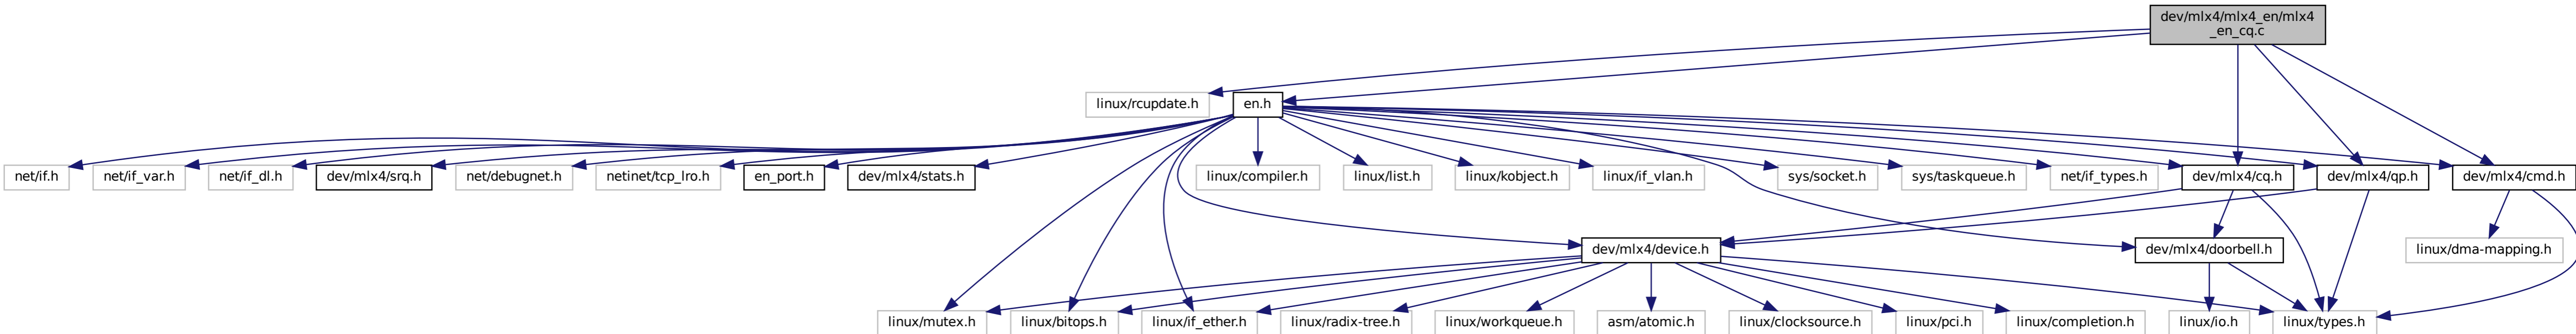 dev/mlx4/mlx4_en/mlx4
_en_cq.c
linux/rcupdate.h
en.h
net/if.h
net/if_var.h
net/if_dl.h
dev/mlx4/srq.h
net/debugnet.h
netinet/tcp_lro.h
en_port.h
dev/mlx4/stats.h
linux/compiler.h
linux/list.h
linux/kobject.h
linux/if_vlan.h
sys/socket.h
sys/taskqueue.h
net/if_types.h
dev/mlx4/cq.h
dev/mlx4/qp.h
dev/mlx4/cmd.h
dev/mlx4/device.h
dev/mlx4/doorbell.h
linux/dma-mapping.h
linux/mutex.h
linux/bitops.h
linux/if_ether.h
linux/radix-tree.h
linux/workqueue.h
asm/atomic.h
linux/clocksource.h
linux/pci.h
linux/completion.h
linux/io.h
linux/types.h